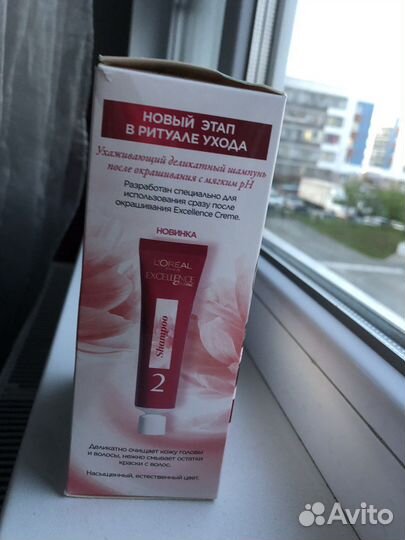 НОВЫЙ ЭТАП
В РИТУАЛЕ УХОДА
Ухаживающий деликатный шампунь
после окрашивания с мягким pH
Разработан специально для
использования сразу после
окрашивания Excellence Creme.
НОВИНКА
L'ORÉAL
EXCELLENCE
Shampoo
2
Деликатно очищает кожу головы
и волосы, нежно смывает остатки
краски с волос.
Насыщенный, естественный цвет.
Avito